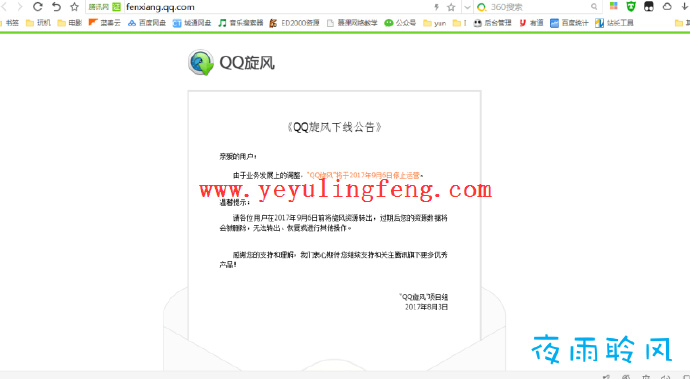 腾讯网 fenxiang.qq.com
360搜索
书签 玩机 电影 蓝奏云 百度网盘 城通网盘 音乐搜索器 ED2000资源 公众号 yun 后台管理 有道 百度统计 站长工具
QQ旋风
《QQ旋风下线公告》
亲爱的用户：
由于业务发展上的调整，“QQ旋风”将于2017年9月6日停止运营。
www.yeyulingfeng.com
温馨提示：
请各位用户在2017年9月6日前将旋风资源转出，过期后您的资源数据将
会被删除，无法转出、恢复或进行其他操作。
感谢您的支持和理解，我们衷心期待您继续支持和关注腾讯旗下更多优秀
产品！
“QQ旋风”项目组
2017年8月3日
夜雨聆风